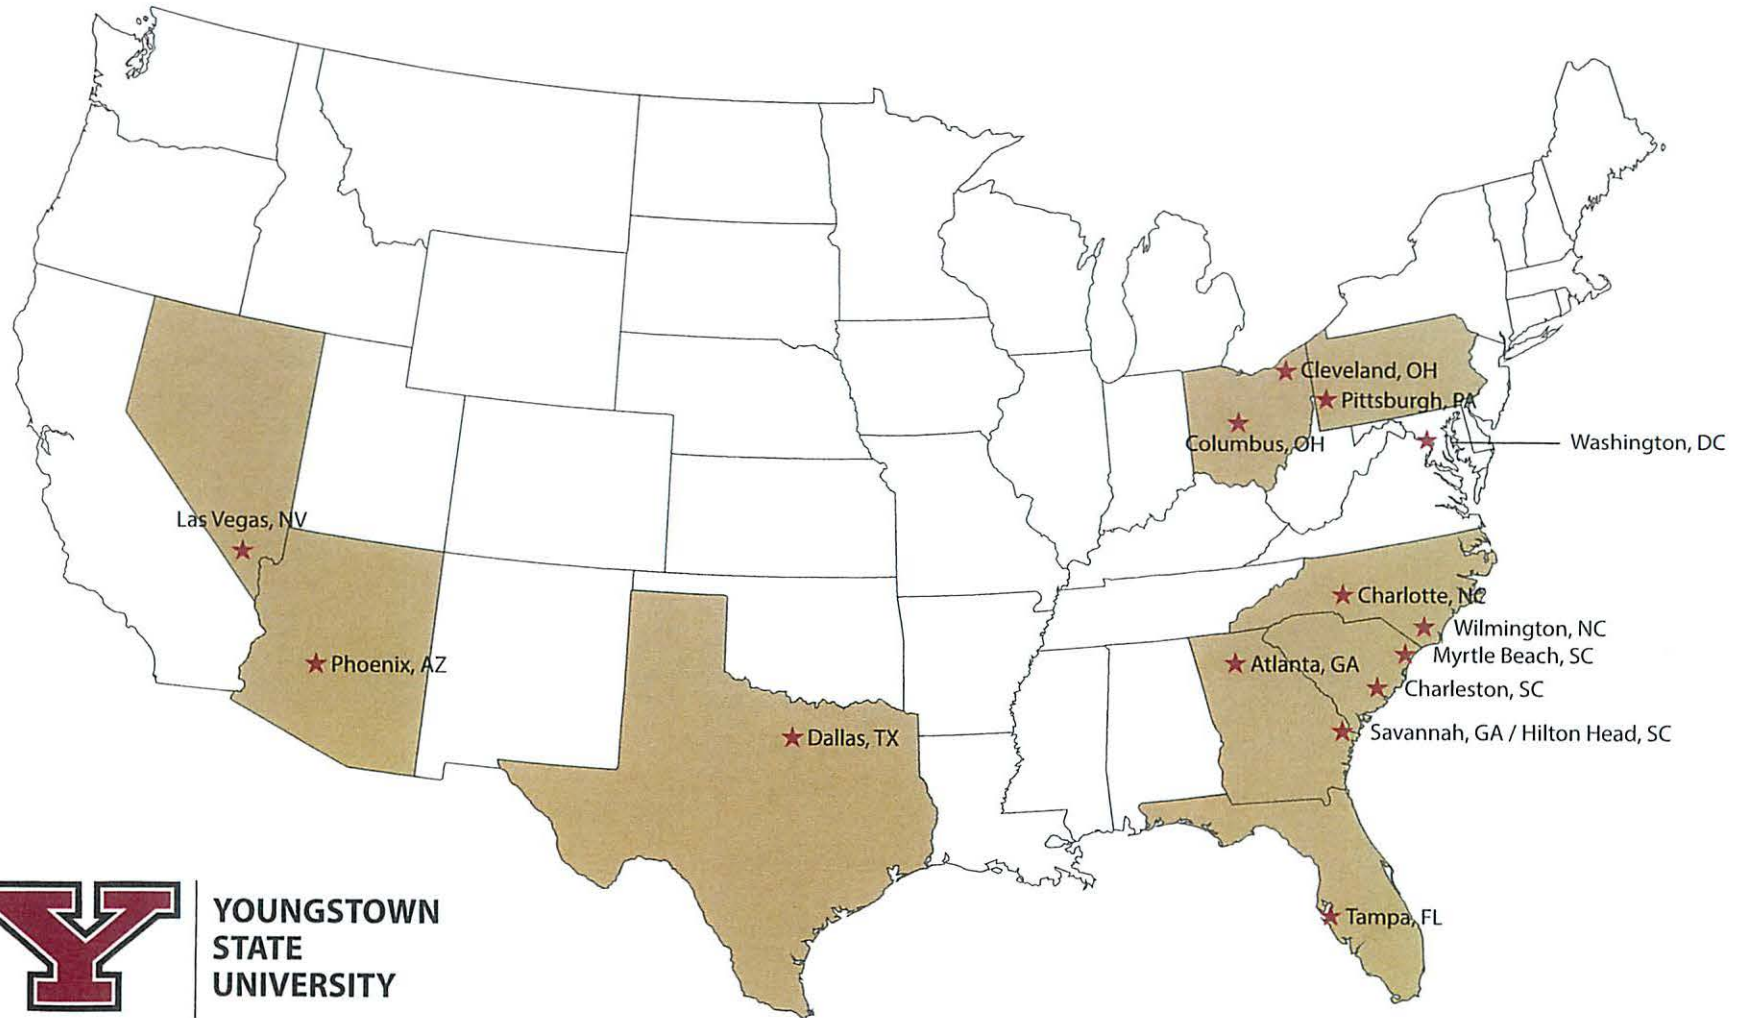 Cleveland, OH
Pittsburgh, PA
Columbus, OH
Washington, DC
Las Vegas, NV
Charlotte, NC
Wilmington, NC
Myrtle Beach, SC
Phoenix, AZ
Atlanta, GA
Charleston, SC
Savannah, GA / Hilton Head, SC
Dallas, TX
Tampa, FL
Y
YOUNGSTOWN
STATE
UNIVERSITY